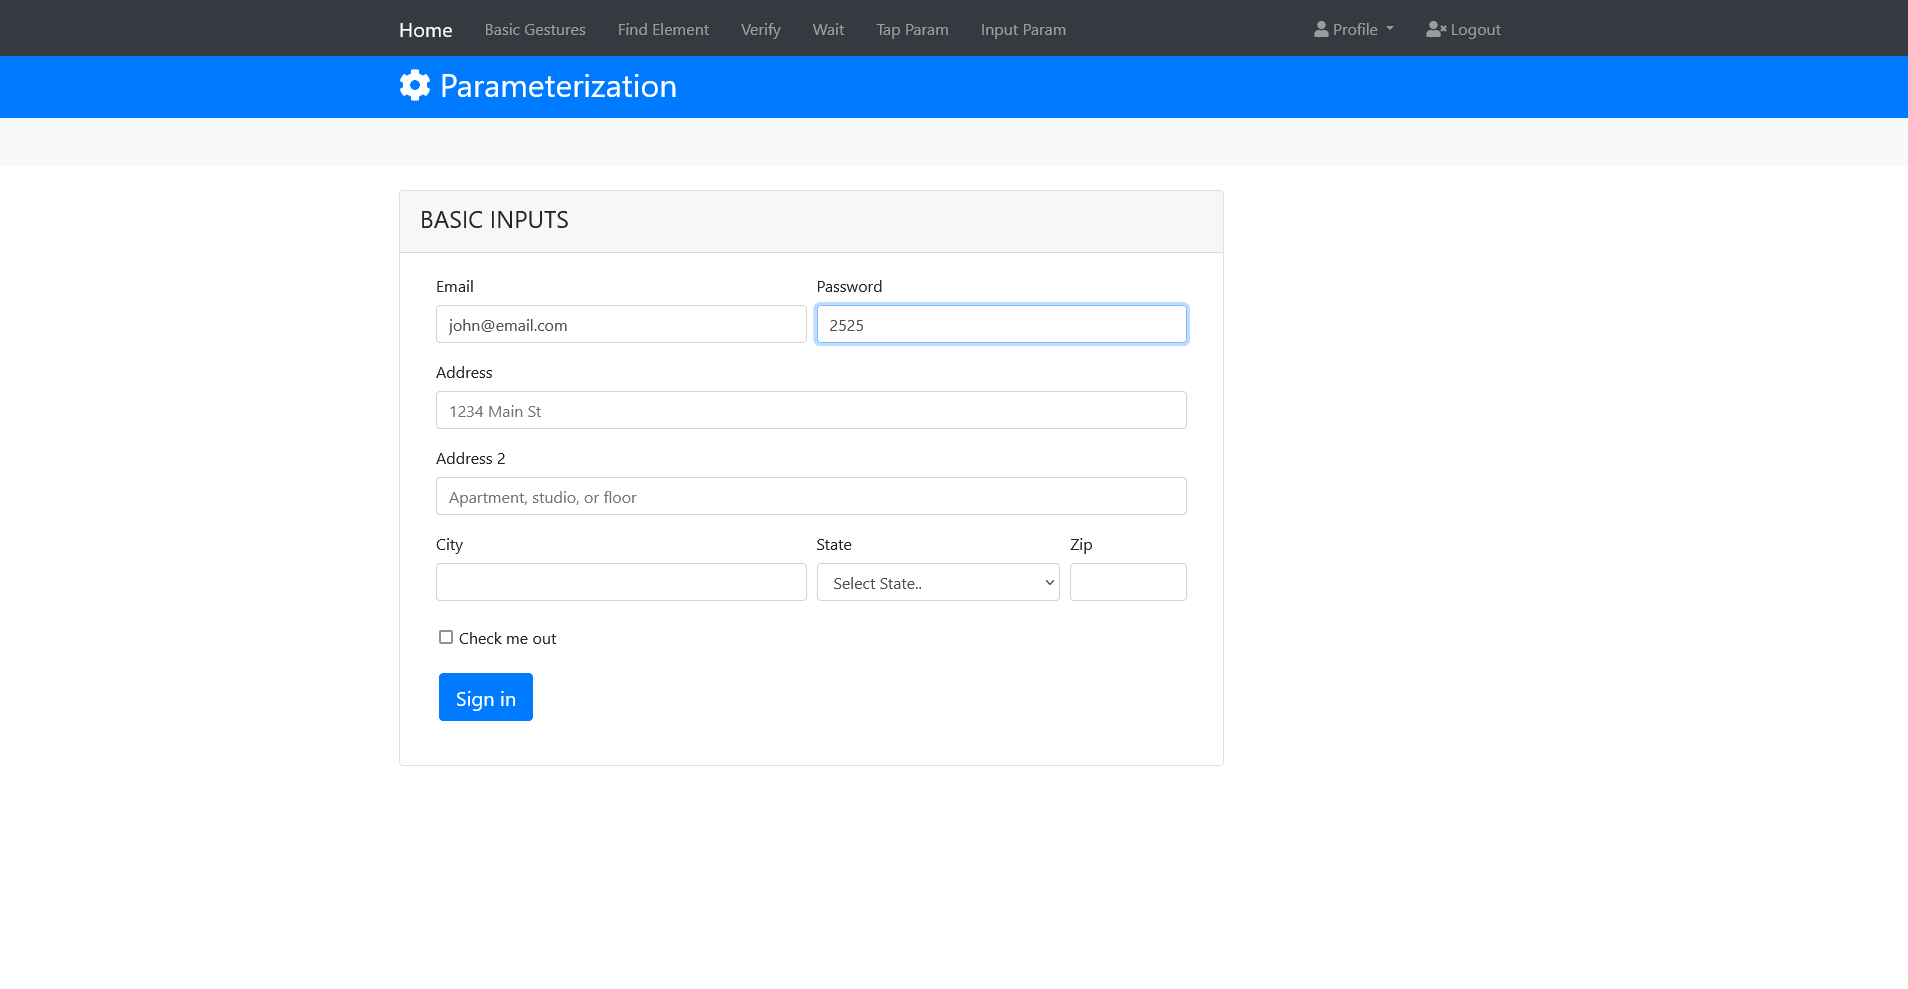 Home Basic Gestures Find Element Verify Wait Tap Param Input Param Profile Logout
Parameterization
BASIC INPUTS
Email Password
john@email.com 2525
Address
1234 Main St
Address 2
Apartment, studio, or floor
City State Zip
Select State..
Check me out
Sign in